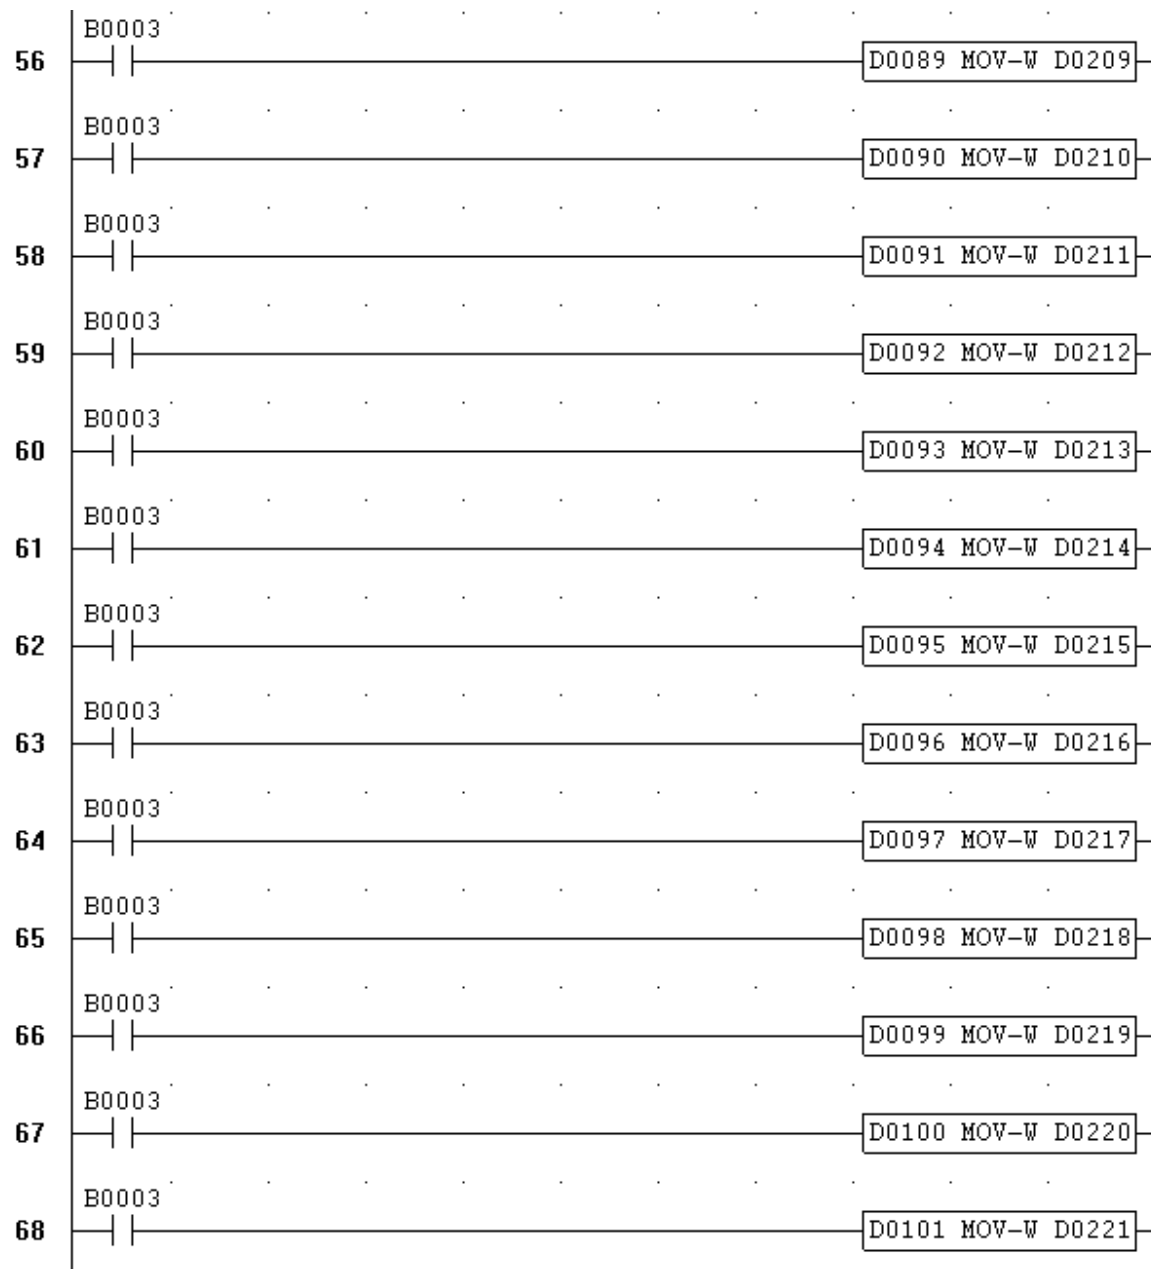 B0003
56 D0089 MOV-W D0209
B0003
57 D0090 MOV-W D0210
B0003
58 D0091 MOV-W D0211
B0003
59 D0092 MOV-W D0212
B0003
60 D0093 MOV-W D0213
B0003
61 D0094 MOV-W D0214
B0003
62 D0095 MOV-W D0215
B0003
63 D0096 MOV-W D0216
B0003
64 D0097 MOV-W D0217
B0003
65 D0098 MOV-W D0218
B0003
66 D0099 MOV-W D0219
B0003
67 D0100 MOV-W D0220
B0003
68 D0101 MOV-W D0221